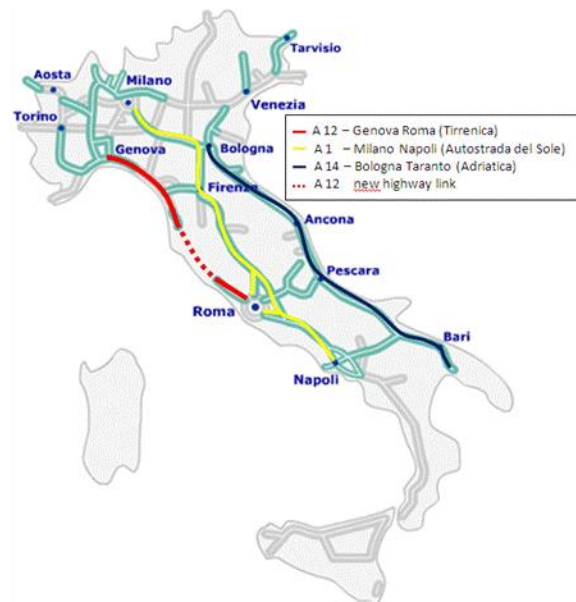 Tarvisio
Aosta
Milano
Torino
Venezia
Genova
Bologna
Firenze
A 12 – Genova Roma (Tirrenica)
A 1 – Milano Napoli (Autostrada del Sole)
A 14 – Bologna Taranto (Adriatica)
A 12 new highway link
Ancona
Pescara
Roma
Bari
Napoli